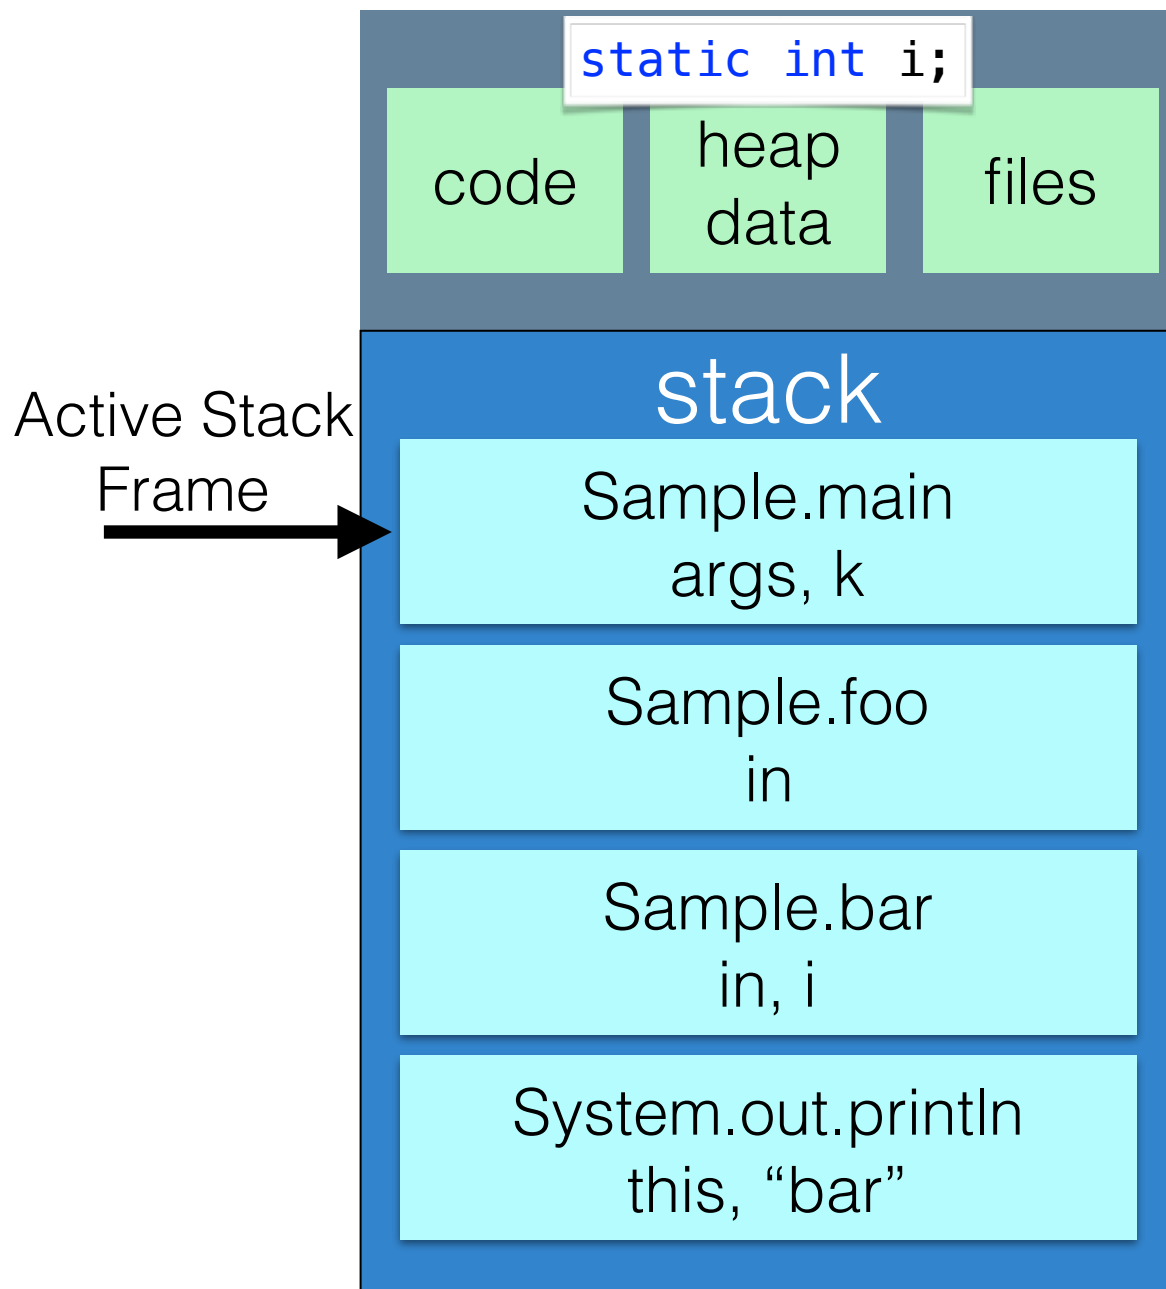 static int i;
code
heap
data
files
stack
Active Stack
Frame
Sample.main
args, k
Sample.foo
in
Sample.bar
in, i
System.out.println
this, “bar”